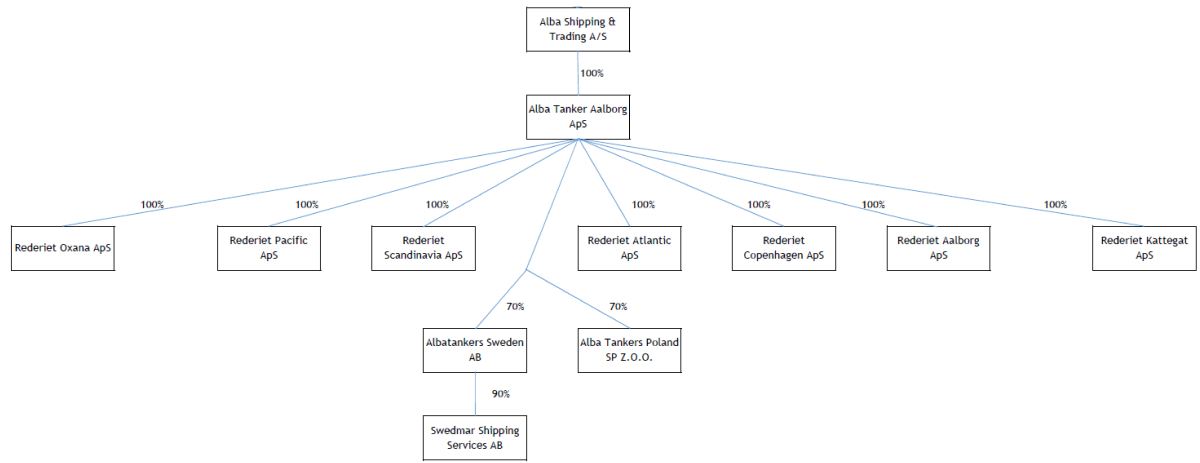 Alba Shipping &
Trading A/S
100%
Alba Tanker Aalborg
ApS
100%
100%
100%
100%
100%
100%
100%
Rederiet Oxana ApS
Rederiet Pacific
ApS
Rederiet
Scandinavia ApS
Rederiet Atlantic
ApS
Rederiet
Copenhagen ApS
Rederiet Aalborg
ApS
Rederiet Kattegat
ApS
70%
70%
Albatankers Sweden
AB
Alba Tankers Poland
SP Z.O.O.
90%
Swedmar Shipping
Services AB